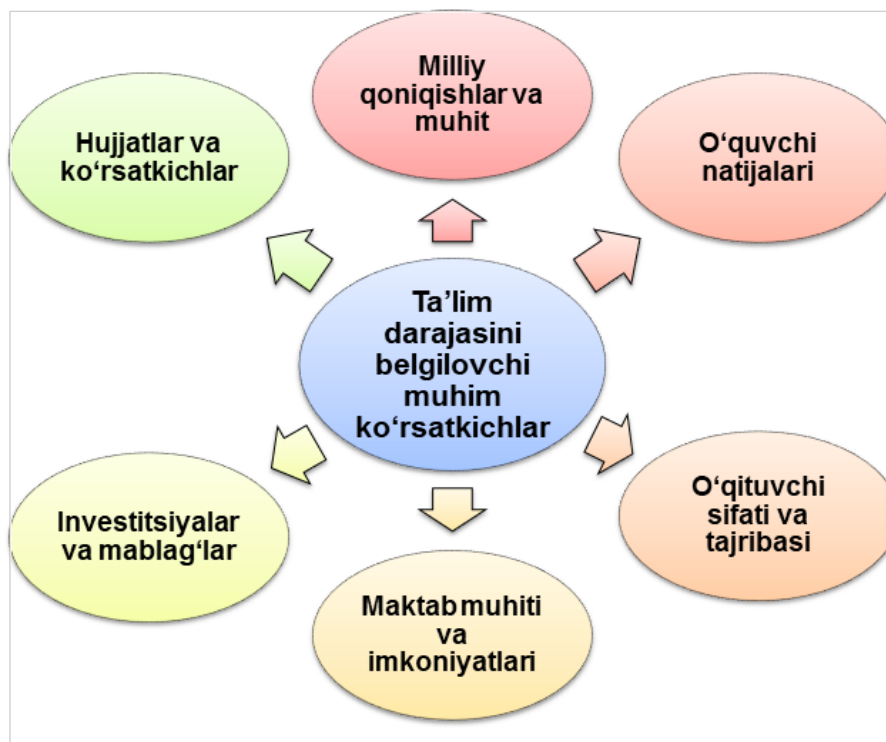 Milliy
qoniqishlar va
muhit
Hujjatlar va
ko‘rsatkichlar
O‘quvchi
natijalari
Ta’lim
darajasini
belgilovchi
muhim
ko‘rsatkichlar
Investitsiyalar
va mablag‘lar
O‘qituvchi
sifati va
tajribasi
Maktab muhiti
va
imkoniyatlari